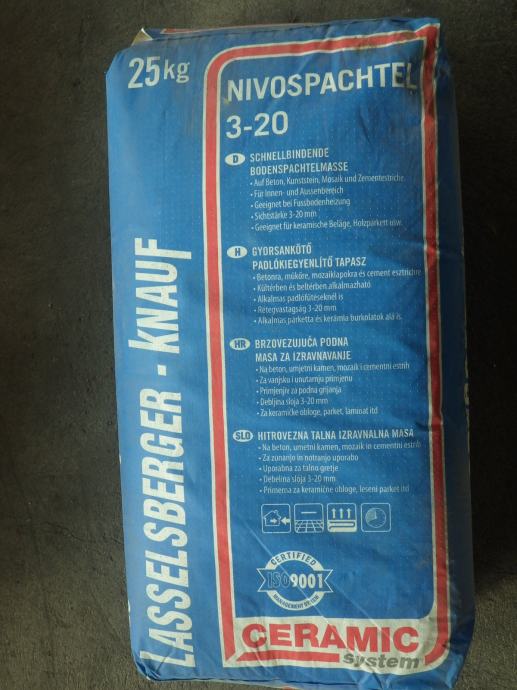 25kg
NIVOSPACHTEL
3-20
D SCHNELLBINDENDE
BODENSPACHTELMASSE
• Auf Beton, Kunststein, Mosaik und Zementestriche
• Für Innen- und Aussenbereich
• Geeignet bei Fussbodenheizung
• Sichtstärke 3-20 mm
• Geeignet für keramische Beläge, Holzparkett usw.
H GYORSANKÖTŐ
PADLÓKIEGYENLÍTŐ TAPASZ
• Betonra, műkőre, mozaiklapokra és cement esztrichre
• Kültérben és beltérben alkalmazható
• Alkalmas padlófűtéseknél is
• Rétegvastagság 3-20 mm
• Alkalmas parketta és kerámia burkolatok alá is.
HR BRZOVEZUJUĆA PODNA
MASA ZA IZRAVNAVANJE
• Na beton, umjetni kamen, mozaik i cementni estrih
• Za vanjsku i unutarnju primjenu
• Primjenjiv za podna grijanja
• Debljina sloja 3-20 mm
• Za keramičke obloge, parket, laminat itd
SLO HITROVEZNA TALNA IZRAVNALNA MASA
• Na beton, umetni kamen, mozaik in cementni estrih
• Za zunanjo in notranjo uporabo
• Uporabna za talno gretje
• Debelina sloja 3-20 mm
• Primerna za keramične obloge, leseni parket itd
LASSELSBERGER - KNAUF
CERTIFIED
ISO9001
MANAGEMENT SYSTEM
CERAMIC
system